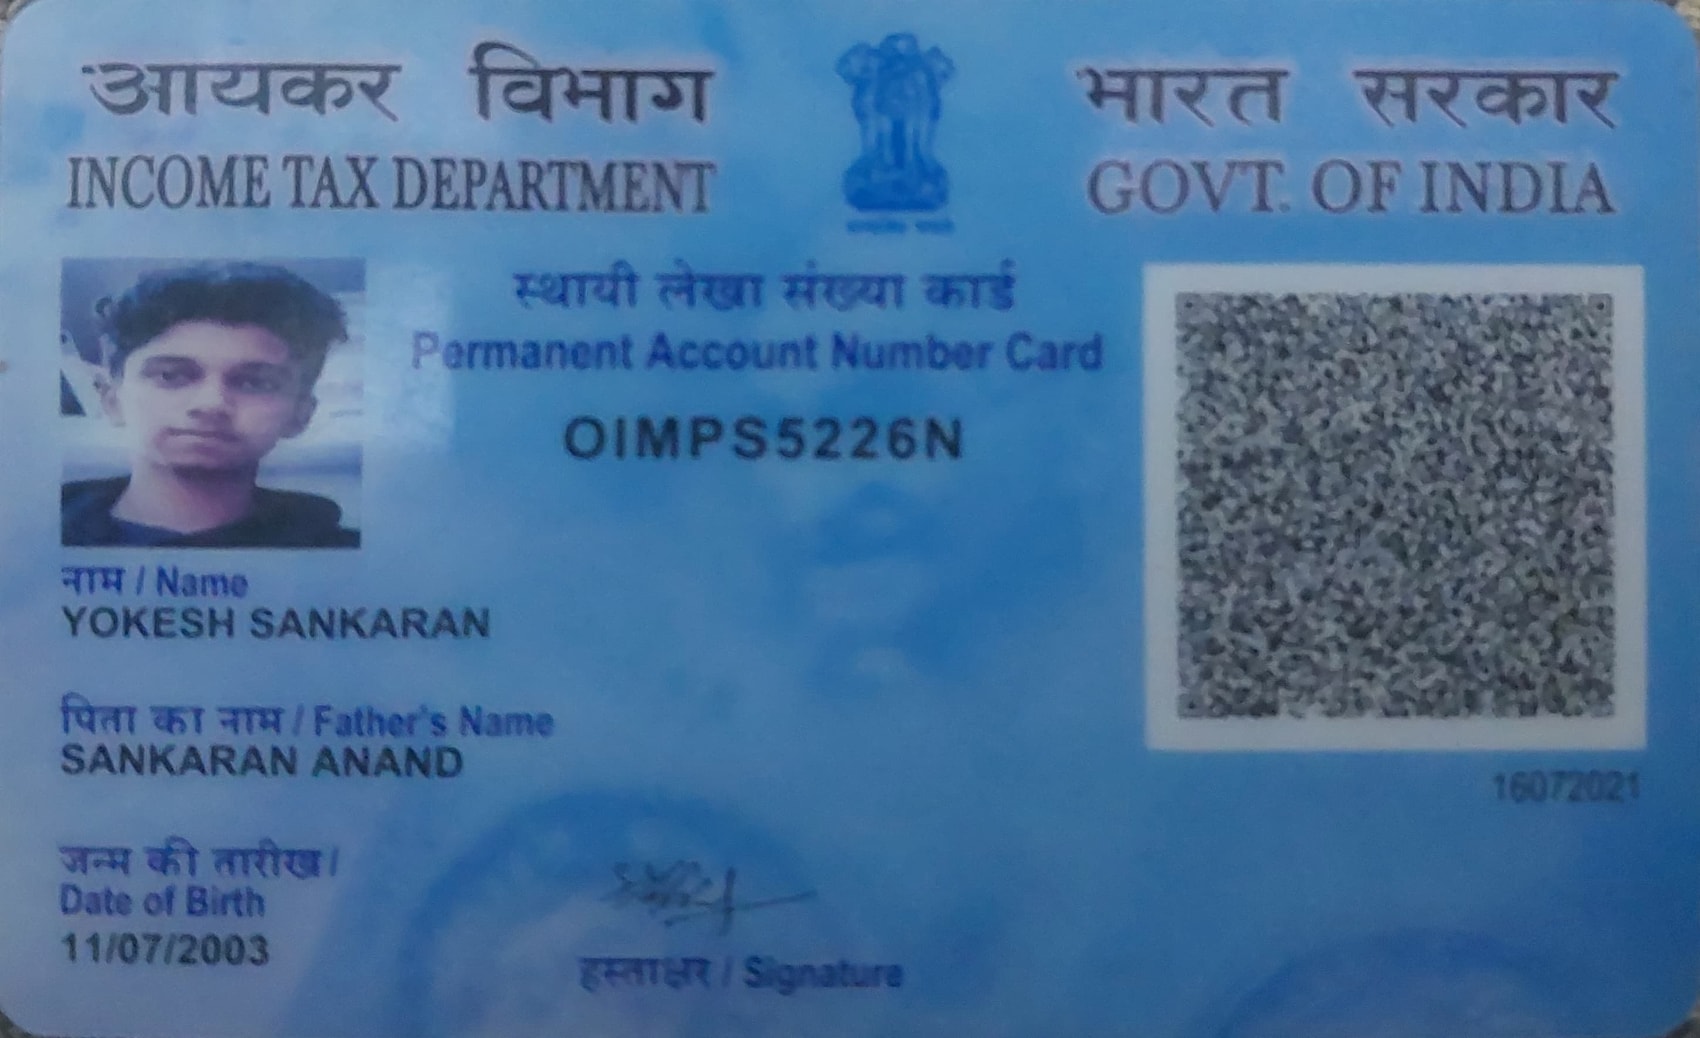 आयकर विभाग
INCOME TAX DEPARTMENT
भारत सरकार
GOVT. OF INDIA
स्थायी लेखा संख्या कार्ड
Permanent Account Number Card
OIMPS5226N
नाम / Name
YOKESH SANKARAN
पिता का नाम / Father's Name
SANKARAN ANAND
16072021
जन्म की तारीख /
Date of Birth
11/07/2003
हस्ताक्षर / Signature